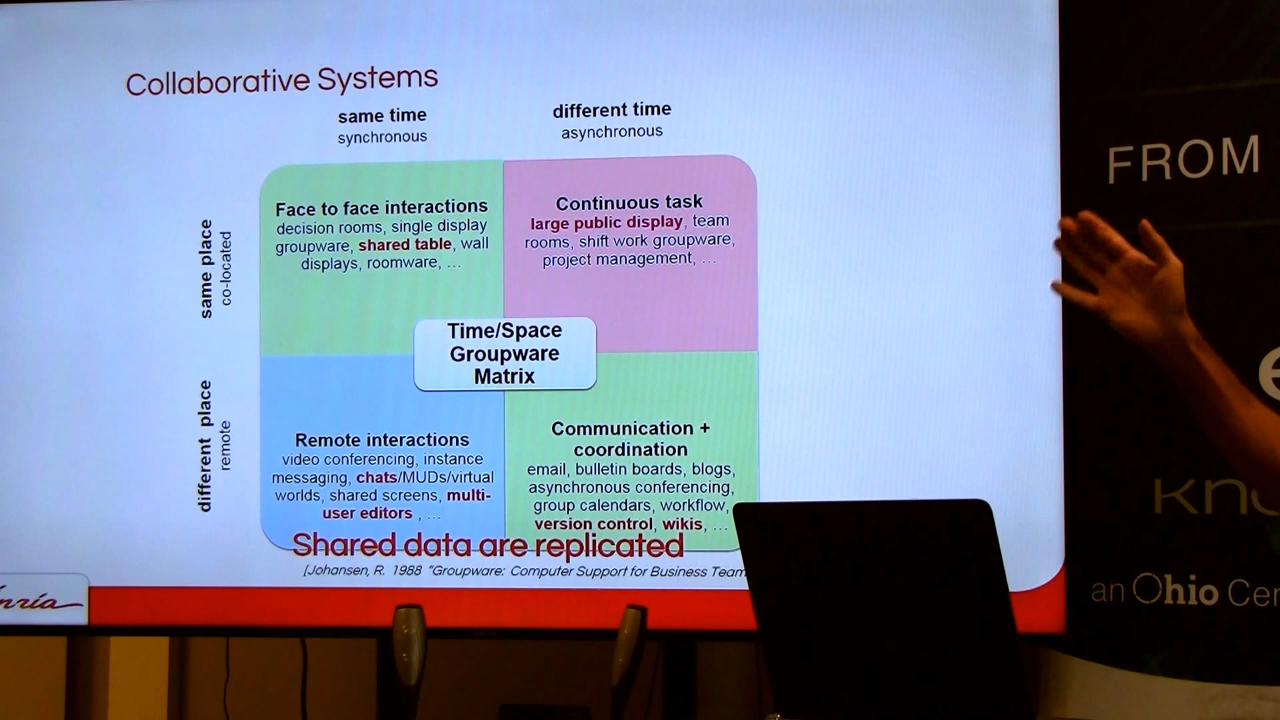 Collaborative Systems
same time
synchronous
different time
asynchronous
same place
co-located
Face to face interactions
decision rooms, single display
groupware, shared table, wall
displays, roomware, …
Continuous task
large public display, team
rooms, shift work groupware,
project management, …
Time/Space
Groupware
Matrix
different place
remote
Remote interactions
video conferencing, instance
messaging, chats/MUDs/virtual
worlds, shared screens, multi-
user editors , …
Communication +
coordination
email, bulletin boards, blogs,
asynchronous conferencing,
group calendars, workflow,
version control, wikis, …
Shared data are replicated
[Johansen, R. 1988 "Groupware: Computer Support for Business Team
FROM
an Ohio